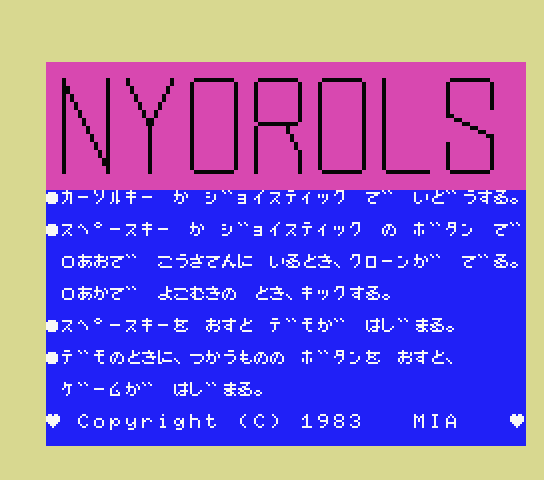 NYOROLS
●カーソルキー か ジョイスティック で いどうする。
●スペースキー か ジョイスティック の ボタン で
○あおで こうさてんに いるとき、クローンが でる。
○あかで よこむきの とき、キックする。
●スペースキーを おすと デモが はじまる。
●デモのときに、つかうものの ボタンを おすと、
ゲームが はじまる。
♥ Copyright (C) 1983 MIA ♥